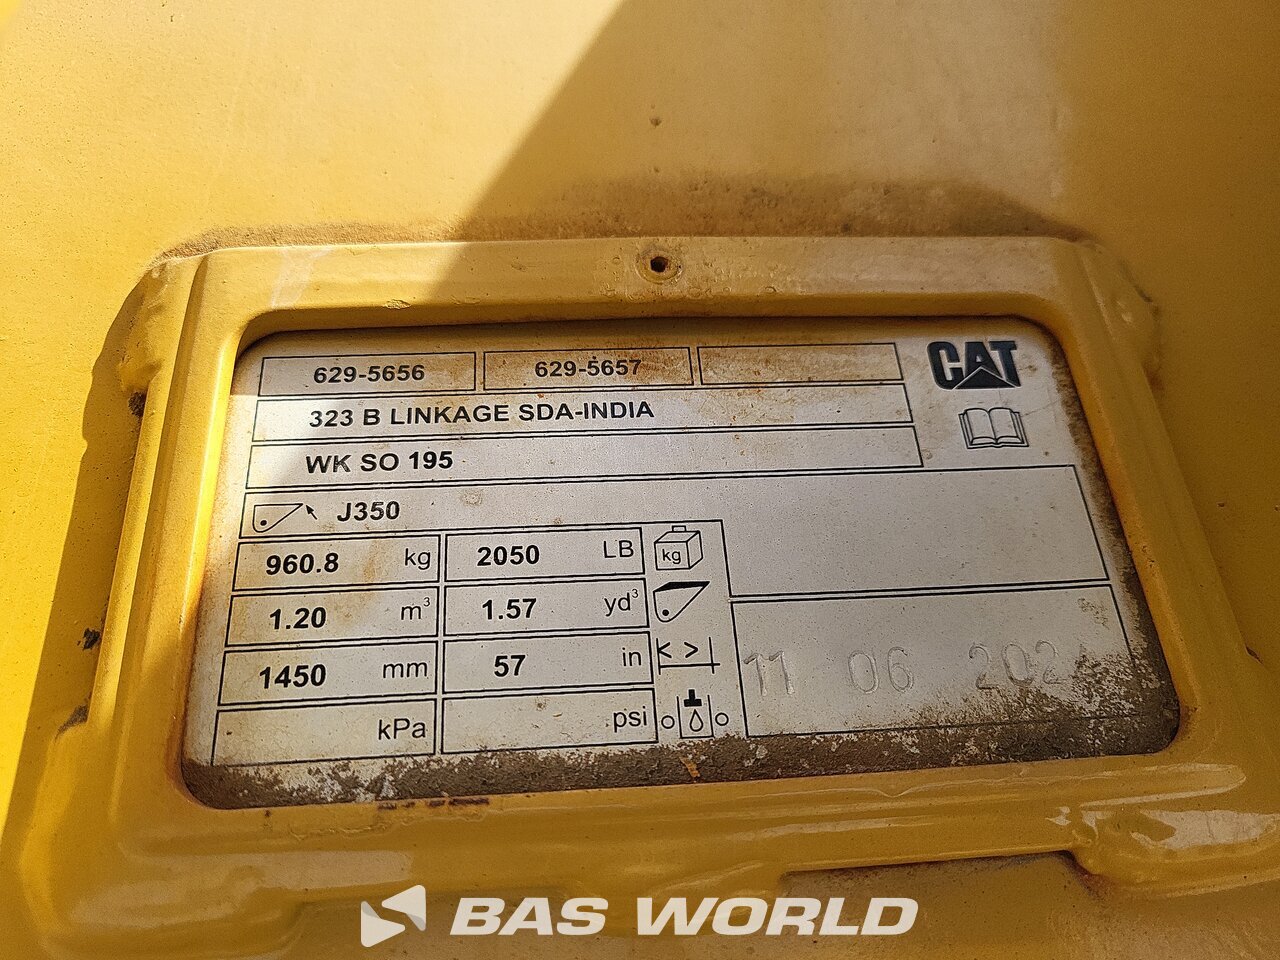 629-5656 629-5657
CAT
323 B LINKAGE SDA-INDIA
WK SO 195
J350
960.8 kg 2050 LB kg
1.20 m³ 1.57 yd³
1450 mm 57 in
kPa psi
11 06 202
BAS WORLD